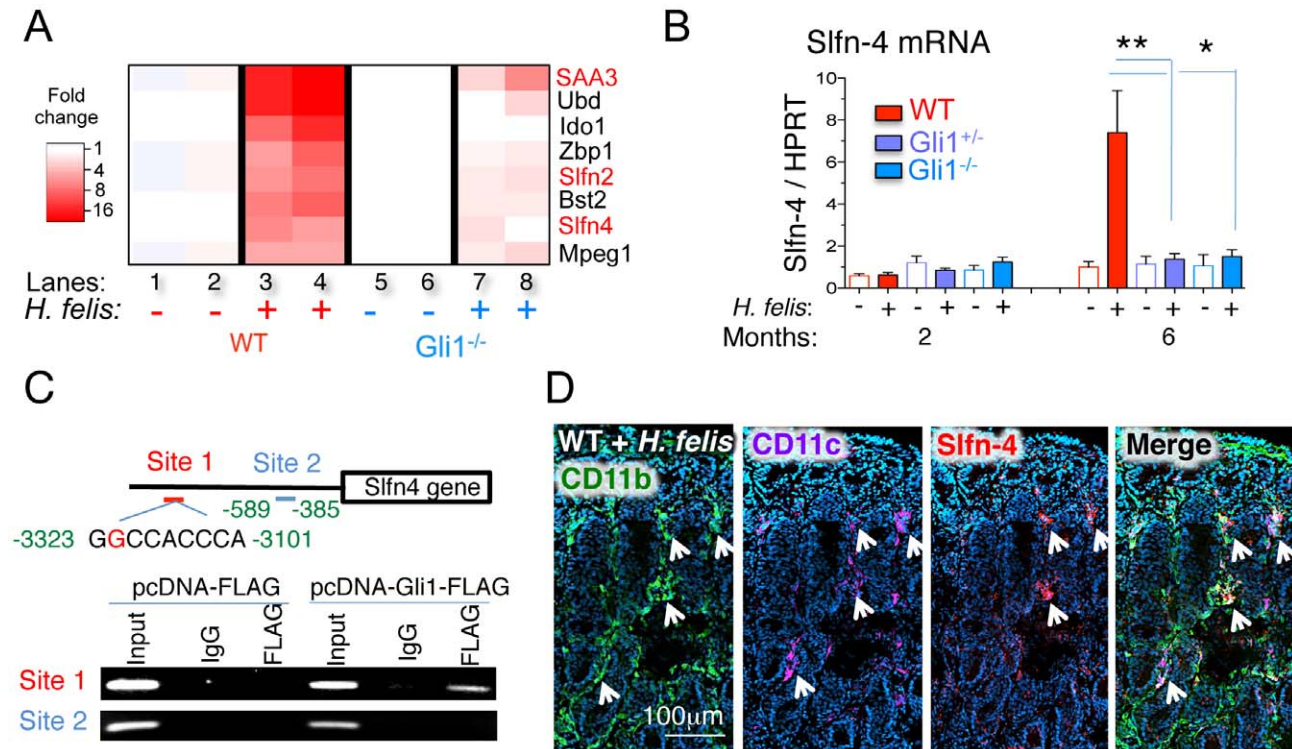 A
Fold
change
1
4
8
16
SAA3
Ubd
Ido1
Zbp1
Slfn2
Bst2
Slfn4
Mpeg1
Lanes: 1 2 3 4 5 6 7 8
H. felis: - - + + - - + +
WT Gli1-/-
B
Slfn-4 mRNA
** *
Slfn-4 / HPRT
10
8
6
4
2
0
WT
Gli1+/-
Gli1-/-
H. felis: - + - + - + - + - + - +
Months: 2 6
C
Site 1 Site 2
Slfn4 gene
-589 -385
-3323 GGCCACCCA -3101
pcDNA-FLAG pcDNA-Gli1-FLAG
Input IgG FLAG Input IgG FLAG
Site 1
Site 2
D
WT + H. felis CD11c Slfn-4 Merge
CD11b
100μm